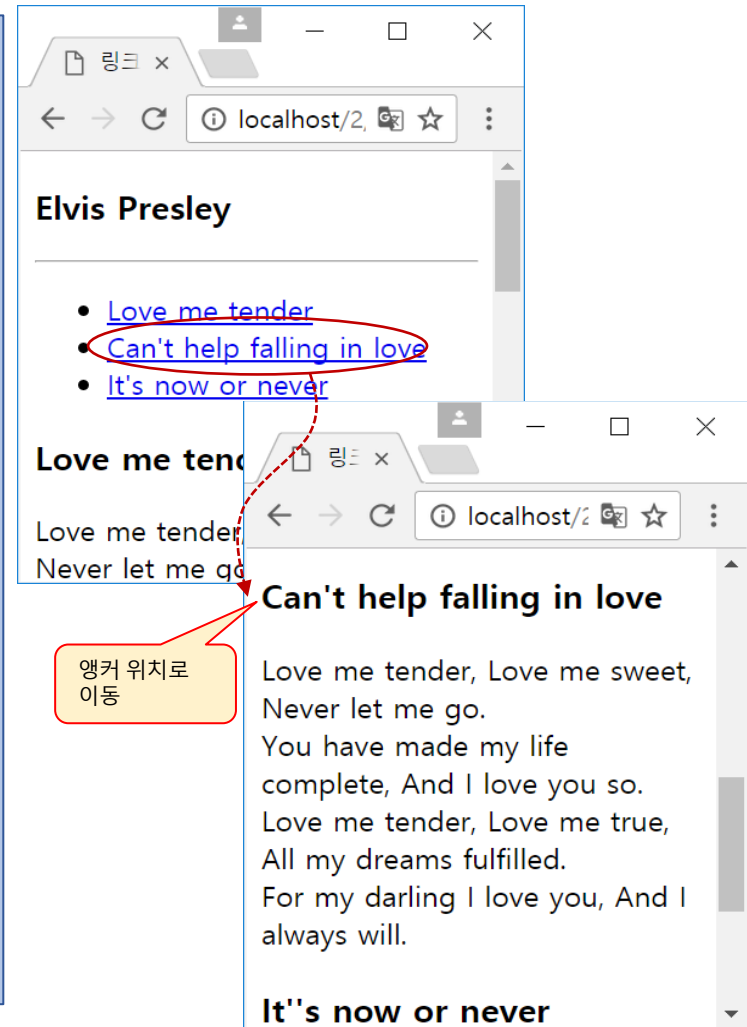 링크
localhost/2,
Elvis Presley
Love me tender
Can't help falling in love
It's now or never
Love me tend
Love me tender,
Never let me go
링크
localhost/2
Can't help falling in love
앵커 위치로
이동
Love me tender, Love me sweet,
Never let me go.
You have made my life
complete, And I love you so.
Love me tender, Love me true,
All my dreams fulfilled.
For my darling I love you, And I
always will.
It''s now or never